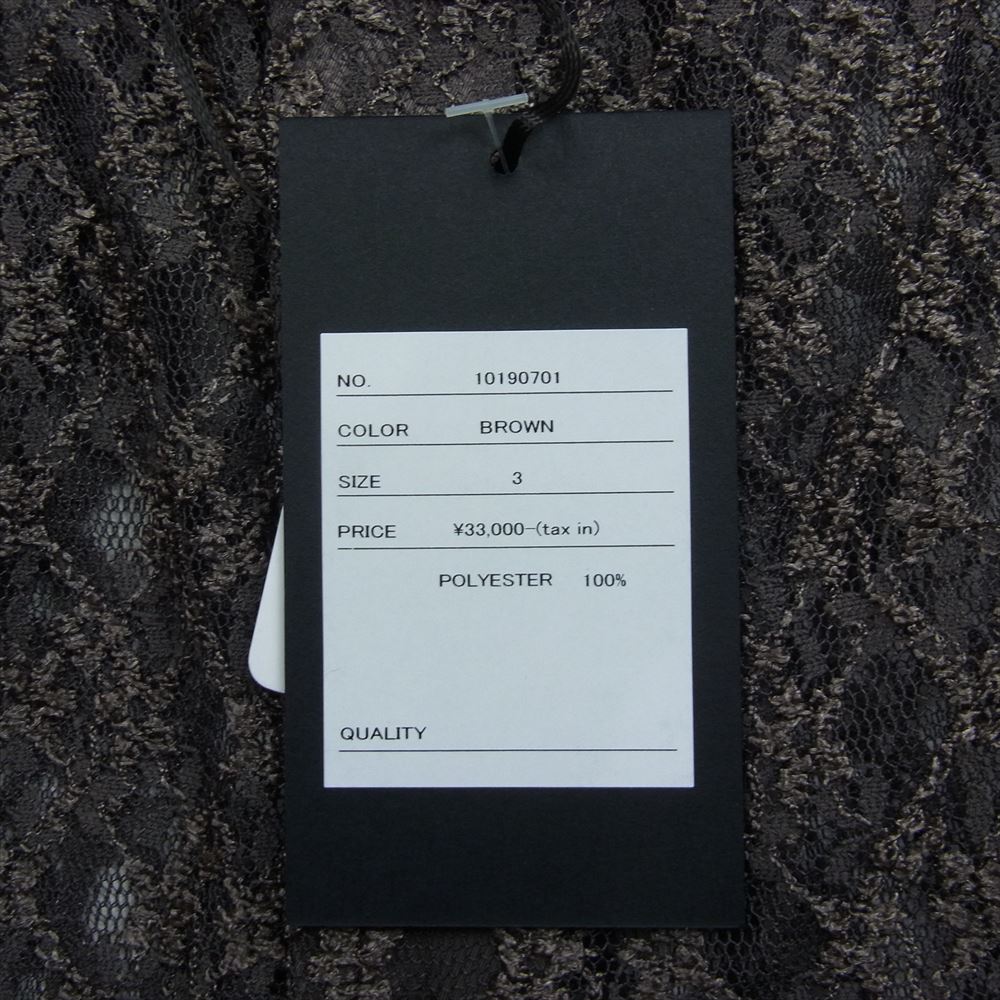 NO. 10190701
COLOR BROWN
SIZE 3
PRICE ¥33,000-(tax in)
POLYESTER 100%
QUALITY